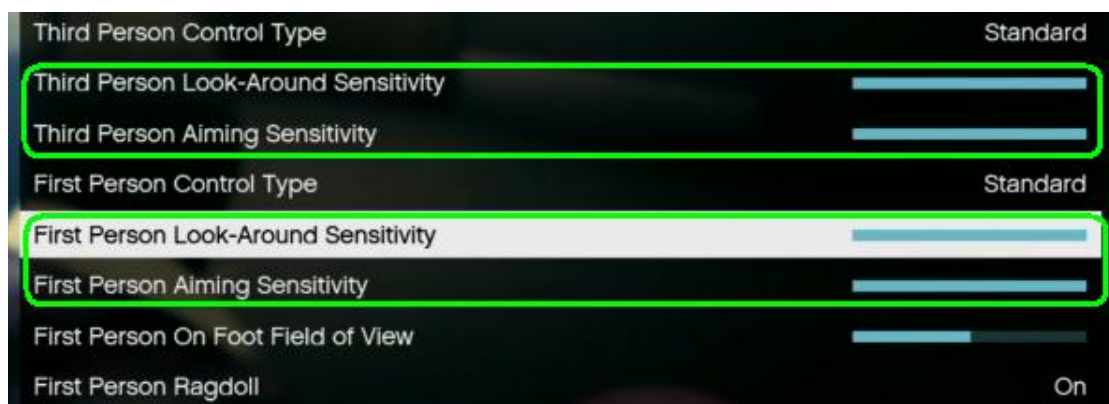 Third Person Control Type Standard
Third Person Look-Around Sensitivity
Third Person Aiming Sensitivity
First Person Control Type Standard
First Person Look-Around Sensitivity
First Person Aiming Sensitivity
First Person On Foot Field of View
First Person Ragdoll On